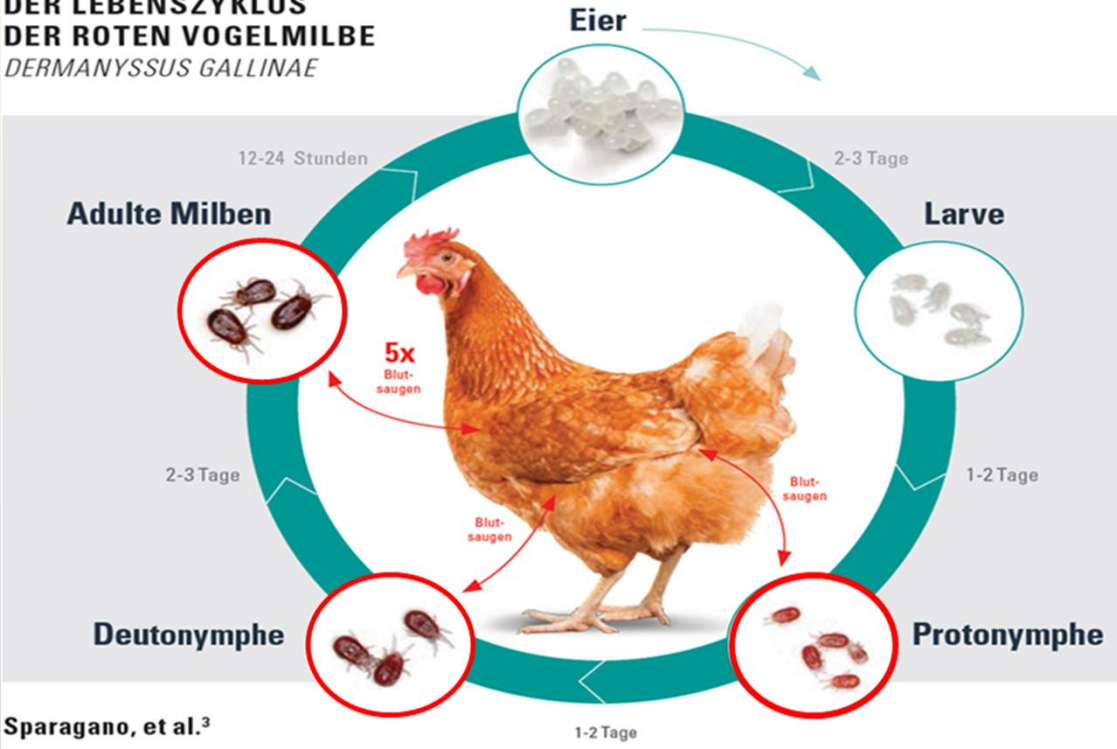 DER LEBENSZYKLUS
DER ROTEN VOGELMILBE
DERMANYSSUS GALLINAE
Eier
12-24 Stunden
2-3 Tage
Adulte Milben
Larve
5x
Blut-
saugen
2-3 Tage
1-2 Tage
Blut-
saugen
Blut-
saugen
Deutonymphe
Protonymphe
Sparagano, et al.³
1-2 Tage